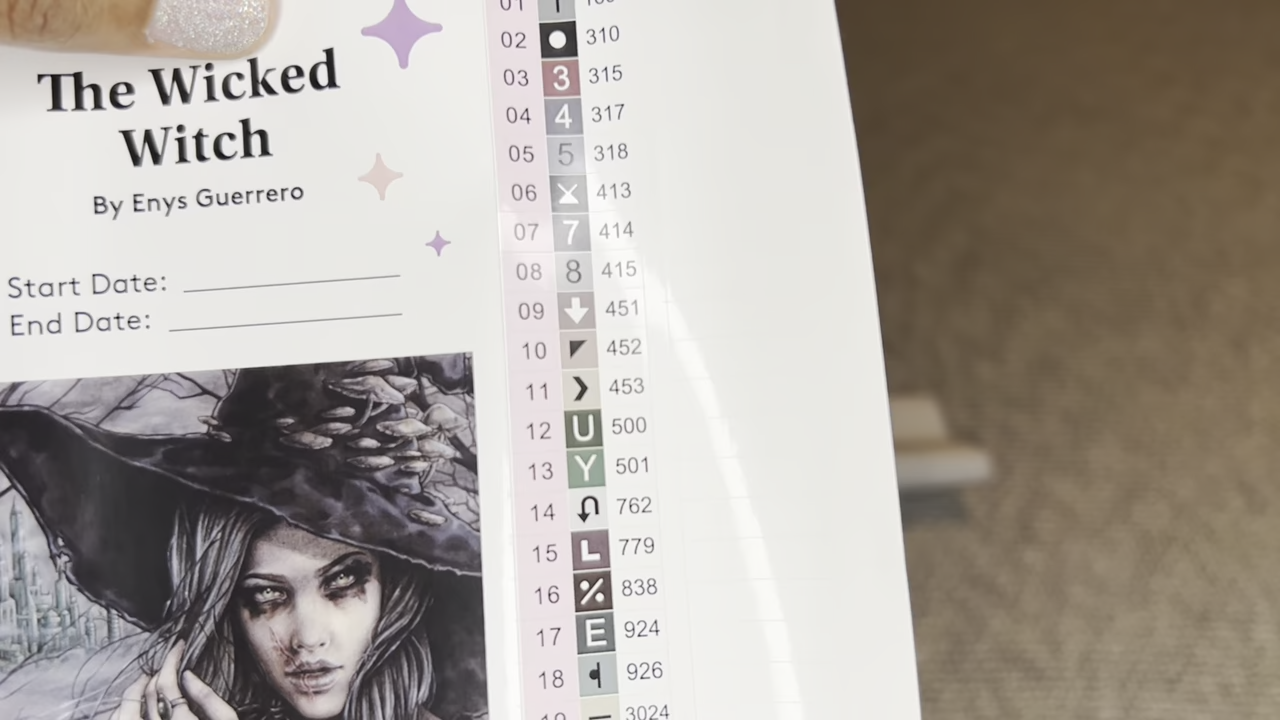 The Wicked
Witch
By Enys Guerrero
Start Date:
End Date:
01
02 310
03 3 315
04 4 317
05 5 318
06 413
07 7 414
08 8 415
09 451
10 452
11 453
12 U 500
13 Y 501
14 762
15 L 779
16 % 838
17 E 924
18 926
19 3024